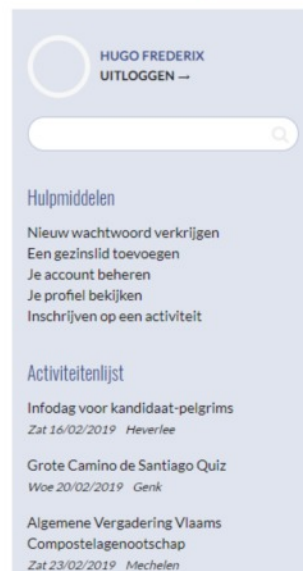 HUGO FREDERIX
UITLOGGEN →
Hulpmiddelen
Nieuw wachtwoord verkrijgen
Een gezinslid toevoegen
Je account beheren
Je profiel bekijken
Inschrijven op een activiteit
Activiteitenlijst
Infodag voor kandidaat-pelgrims
Zat 16/02/2019 Heverlee
Grote Camino de Santiago Quiz
Woe 20/02/2019 Genk
Algemene Vergadering Vlaams
Compostelagenootschap
Zat 23/02/2019 Mechelen